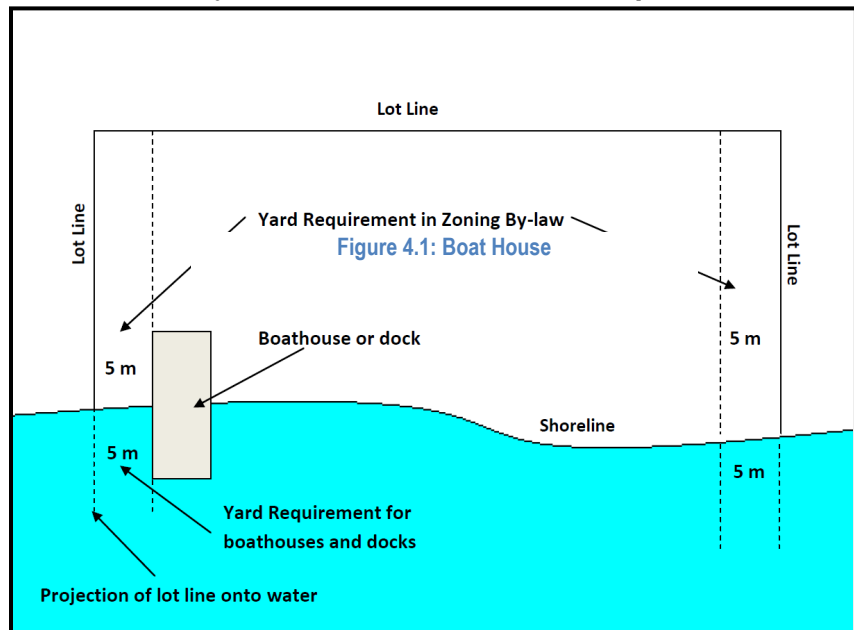 Lot Line
Lot Line
Yard Requirement in Zoning By-law
Lot Line
Figure 4.1: Boat House
Boathouse or dock
5 m
5 m
Shoreline
5 m
5 m
Yard Requirement for
boathouses and docks
Projection of lot line onto water